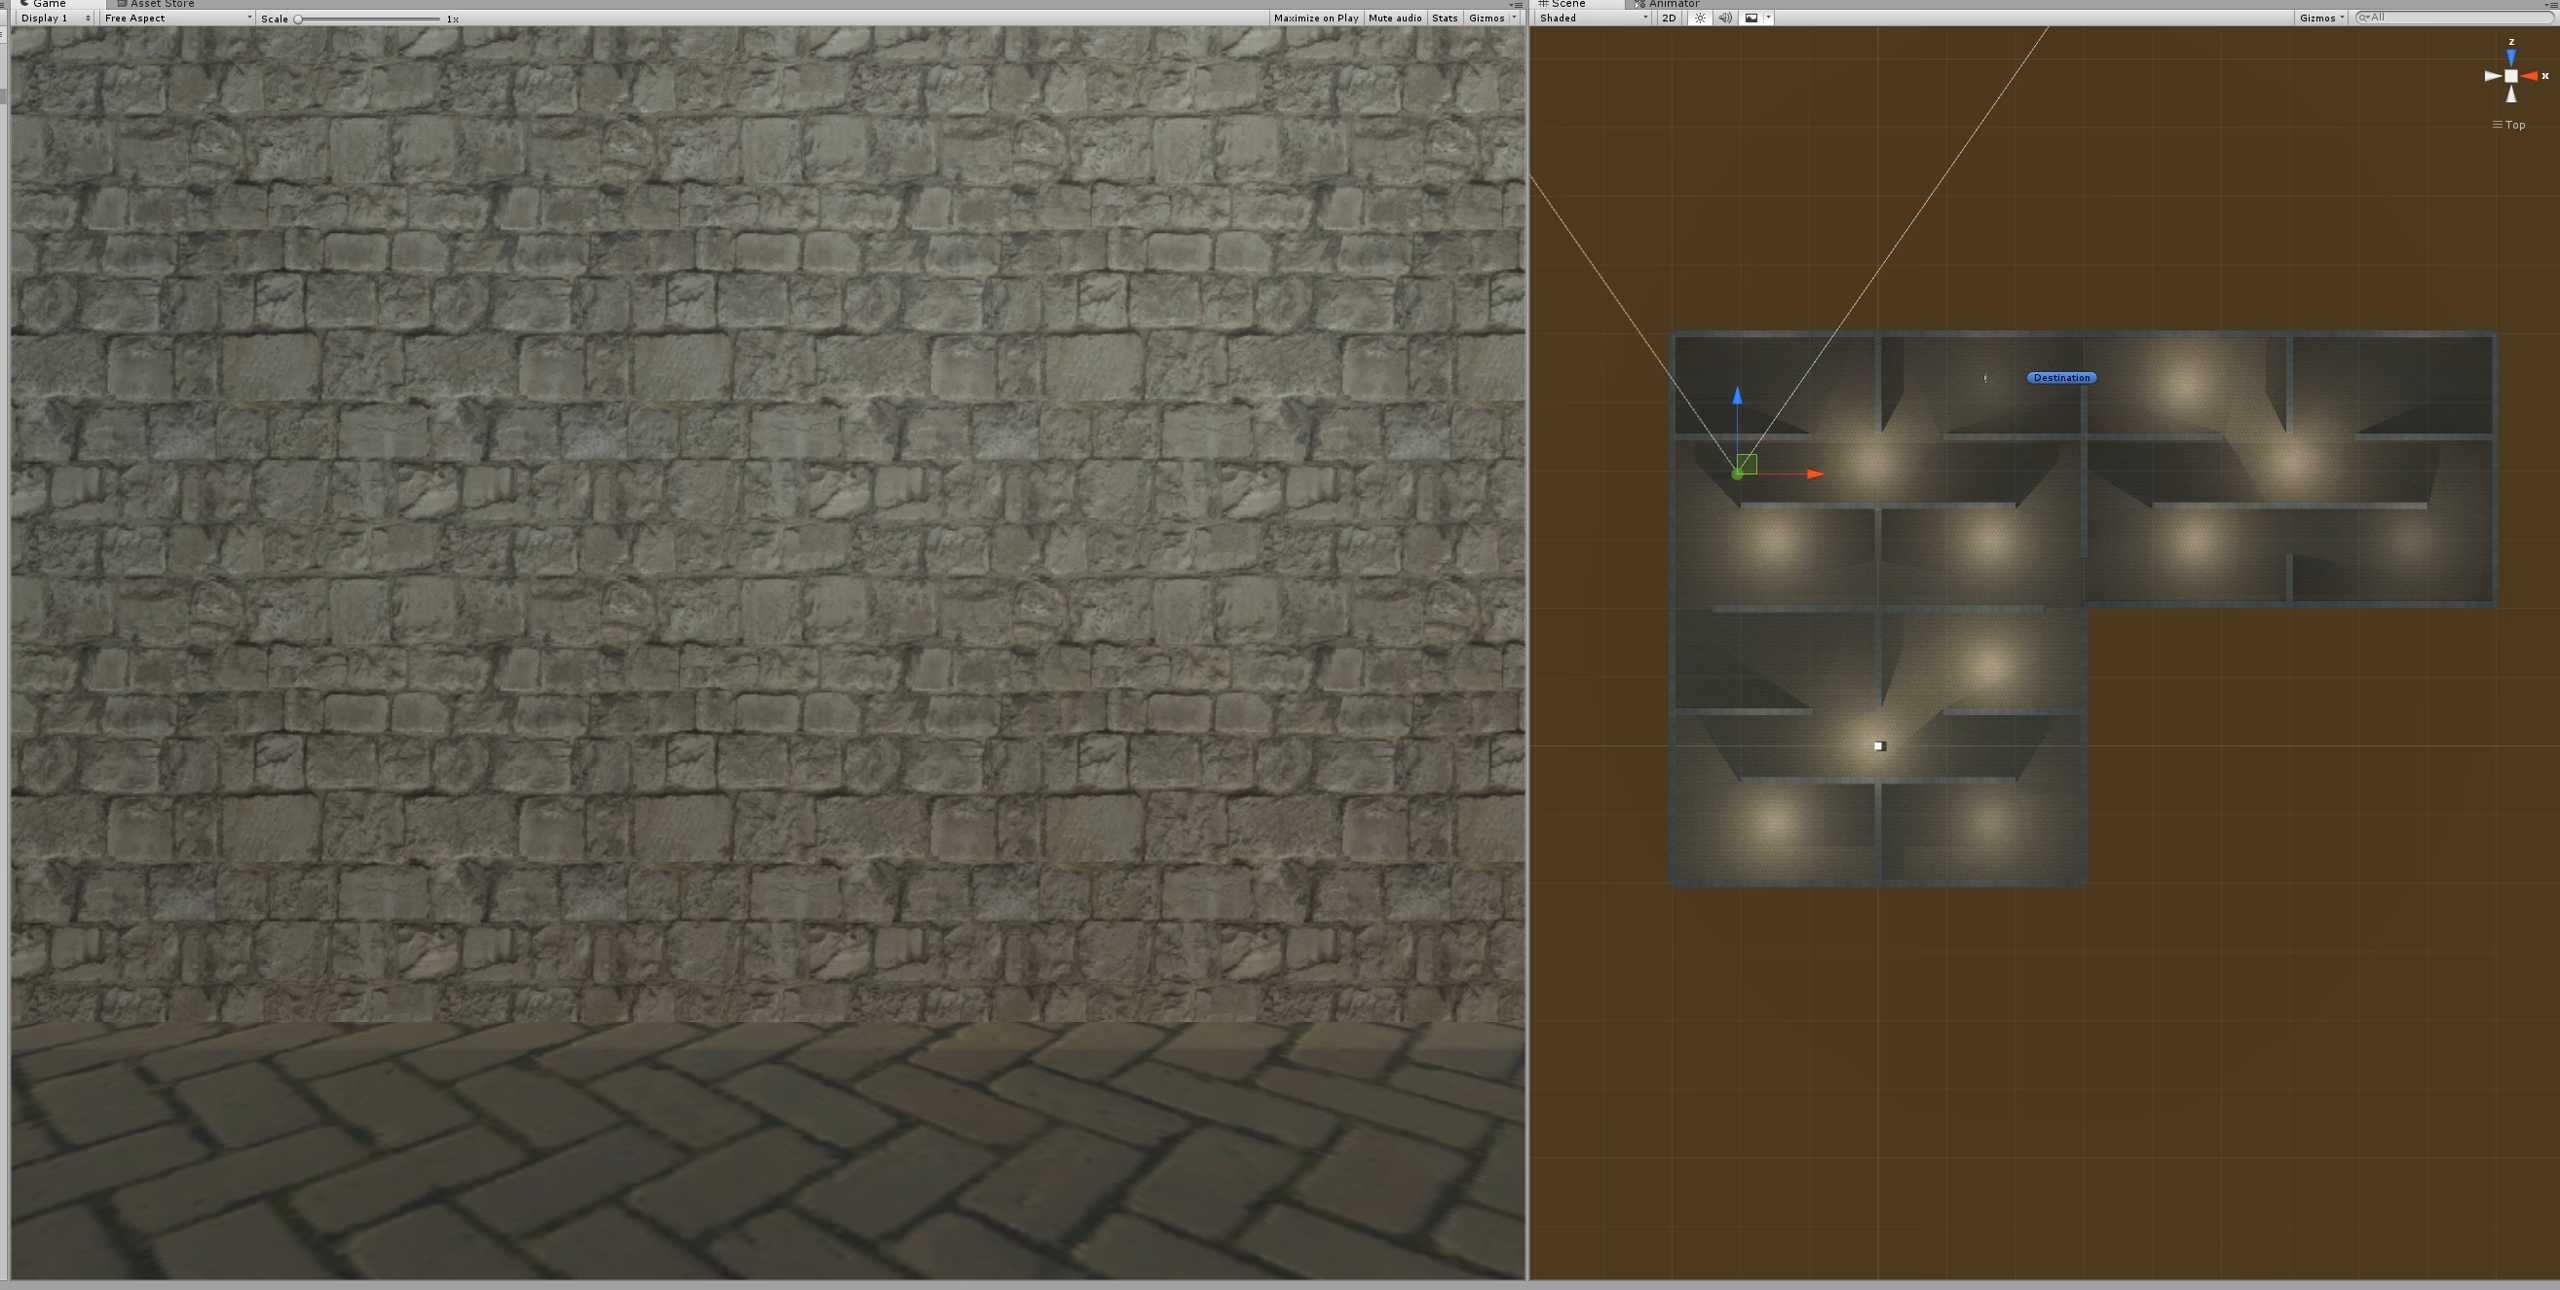 Game Asset Store
Display 1 Free Aspect Scale 1x Maximize on Play Mute audio Stats Gizmos
Scene Animator
Shaded 2D Gizmos All
z
x
Top
Destination